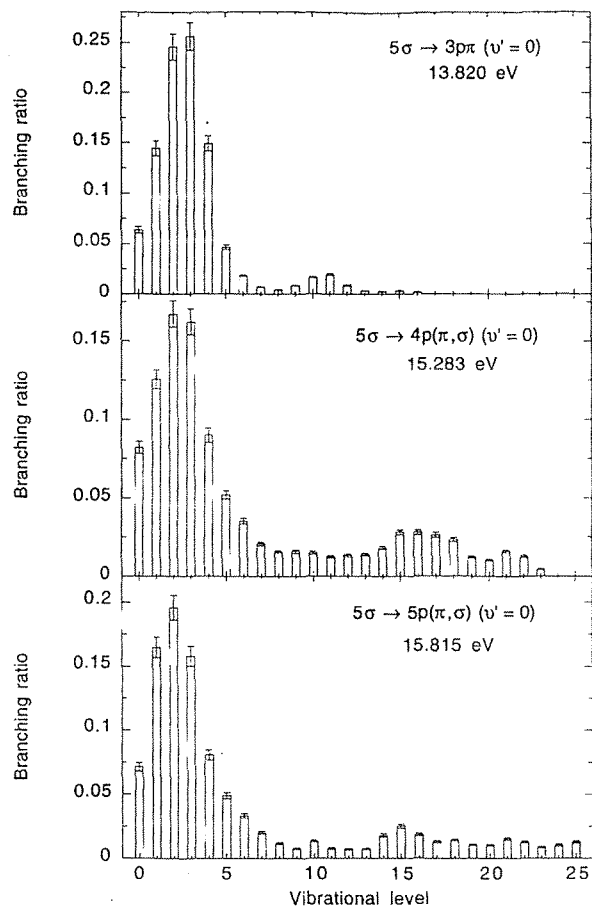 Branching ratio
0.25
0.2
0.15
0.1
0.05
0
5σ → 3pπ (υ' = 0)
13.820 eV
Branching ratio
0.15
0.1
0.05
0
5σ → 4p(π,σ) (υ' = 0)
15.283 eV
Branching ratio
0.2
0.15
0.1
0.05
0
5σ → 5p(π,σ) (υ' = 0)
15.815 eV
0 5 10 15 20 25
Vibrational level